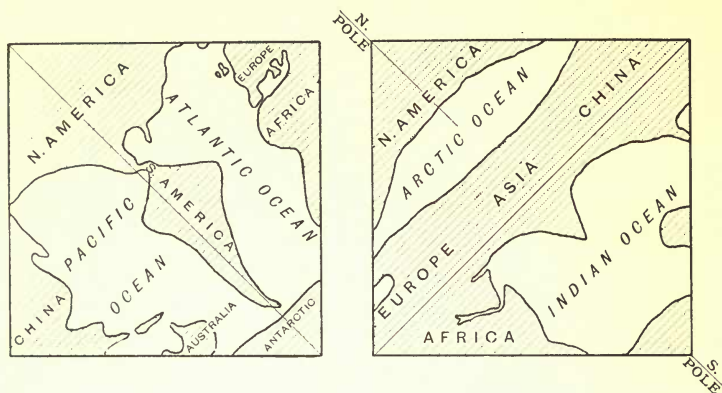 N. AMERICA
EUROPE
AFRICA
ATLANTIC OCEAN
S. AMERICA
PACIFIC
OCEAN
CHINA
AUSTRALIA
ANTARCTIC
N.
POLE
N. AMERICA
ARCTIC OCEAN
CHINA
ASIA
EUROPE
INDIAN OCEAN
AFRICA
S.
POLE